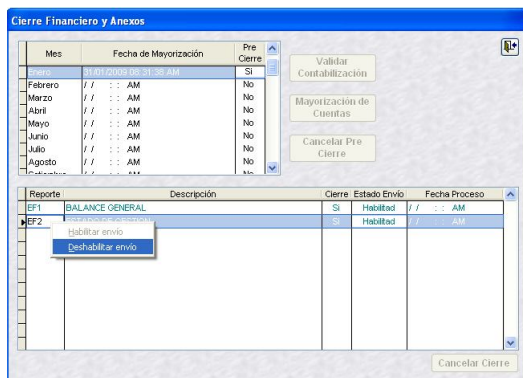 Cierre Financiero y Anexos
Mes Fecha de Mayorización Pre Cierre
Enero 31/01/2009 08:31:38 AM Si
Febrero / / : : AM No
Marzo / / : : AM No
Abril / / : : AM No
Mayo / / : : AM No
Junio / / : : AM No
Julio / / : : AM No
Agosto / / : : AM No
Validar Contabilización
Mayorización de Cuentas
Cancelar Pre Cierre
Reporte Descripción Cierre Estado Envío Fecha Proceso
EF1 BALANCE GENERAL Si Habilitad / / : : AM
EF2 ESTADO DE GESTION Si Habilitad / / : : AM
Habilitar envío
Deshabilitar envío
Cancelar Cierre